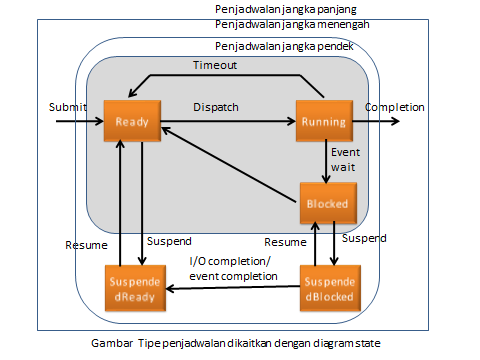 Penjadwalan jangka panjang
Penjadwalan jangka menengah
Penjadwalan jangka pendek
Timeout
Submit
Ready
Dispatch
Running
Completion
Event
wait
Blocked
Resume
Suspend
Resume
Suspend
I/O completion/
event completion
Suspende
dReady
Suspende
dBlocked
Gambar Tipe penjadwalan dikaitkan dengan diagram state